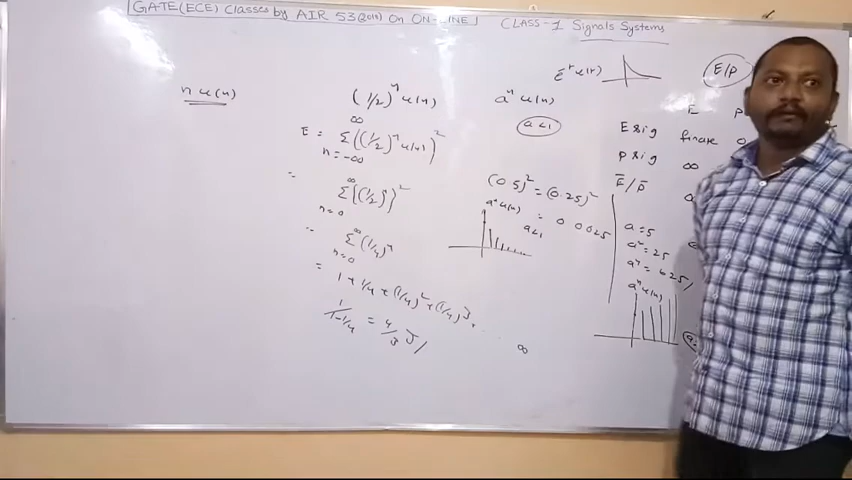 GATE(ECE) Classes by AIR 53(2018) On ON-LINE
CLASS-1 Signals Systems
n u(n)
(1/2)^n u(n)
E = Σ((1/2)^n u(n))^2
n=-∞
∞
= Σ{(1/2)^n}^2
n=0
∞
Σ(1/4)^n
n=0
∞
= 1 + 1/4 + (1/4)^2 + (1/4)^3 + ..... ∞
1/(1-1/4) = 4/3 J
a^n u(n)
a<1
(0.5)^2 = (0.25)^2
= 0.0625
a^n u(n)
a<1
u(t)
E/P
E
E sig finite 0
P sig ∞
E/P
a=5
a^2=25
a^n=625
a^n u(n)